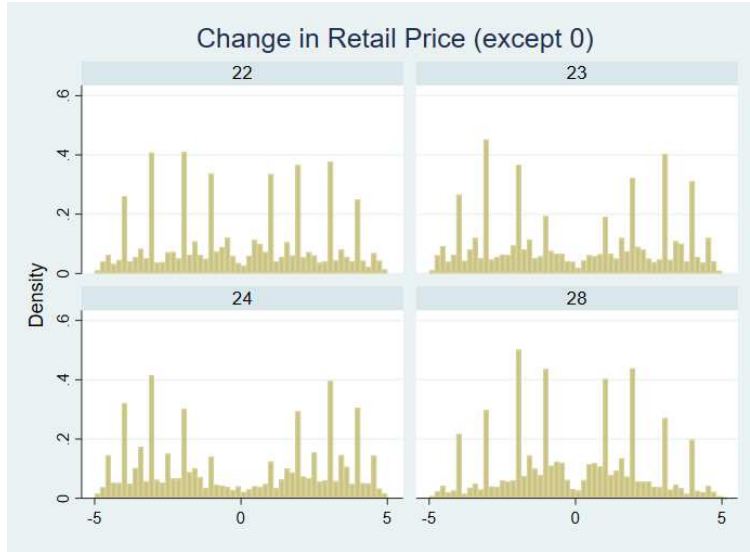 Change in Retail Price (except 0)
22
23
0 .2 .4 .6
24
28
0 .2 .4 .6
Density
-5 0 5
-5 0 5